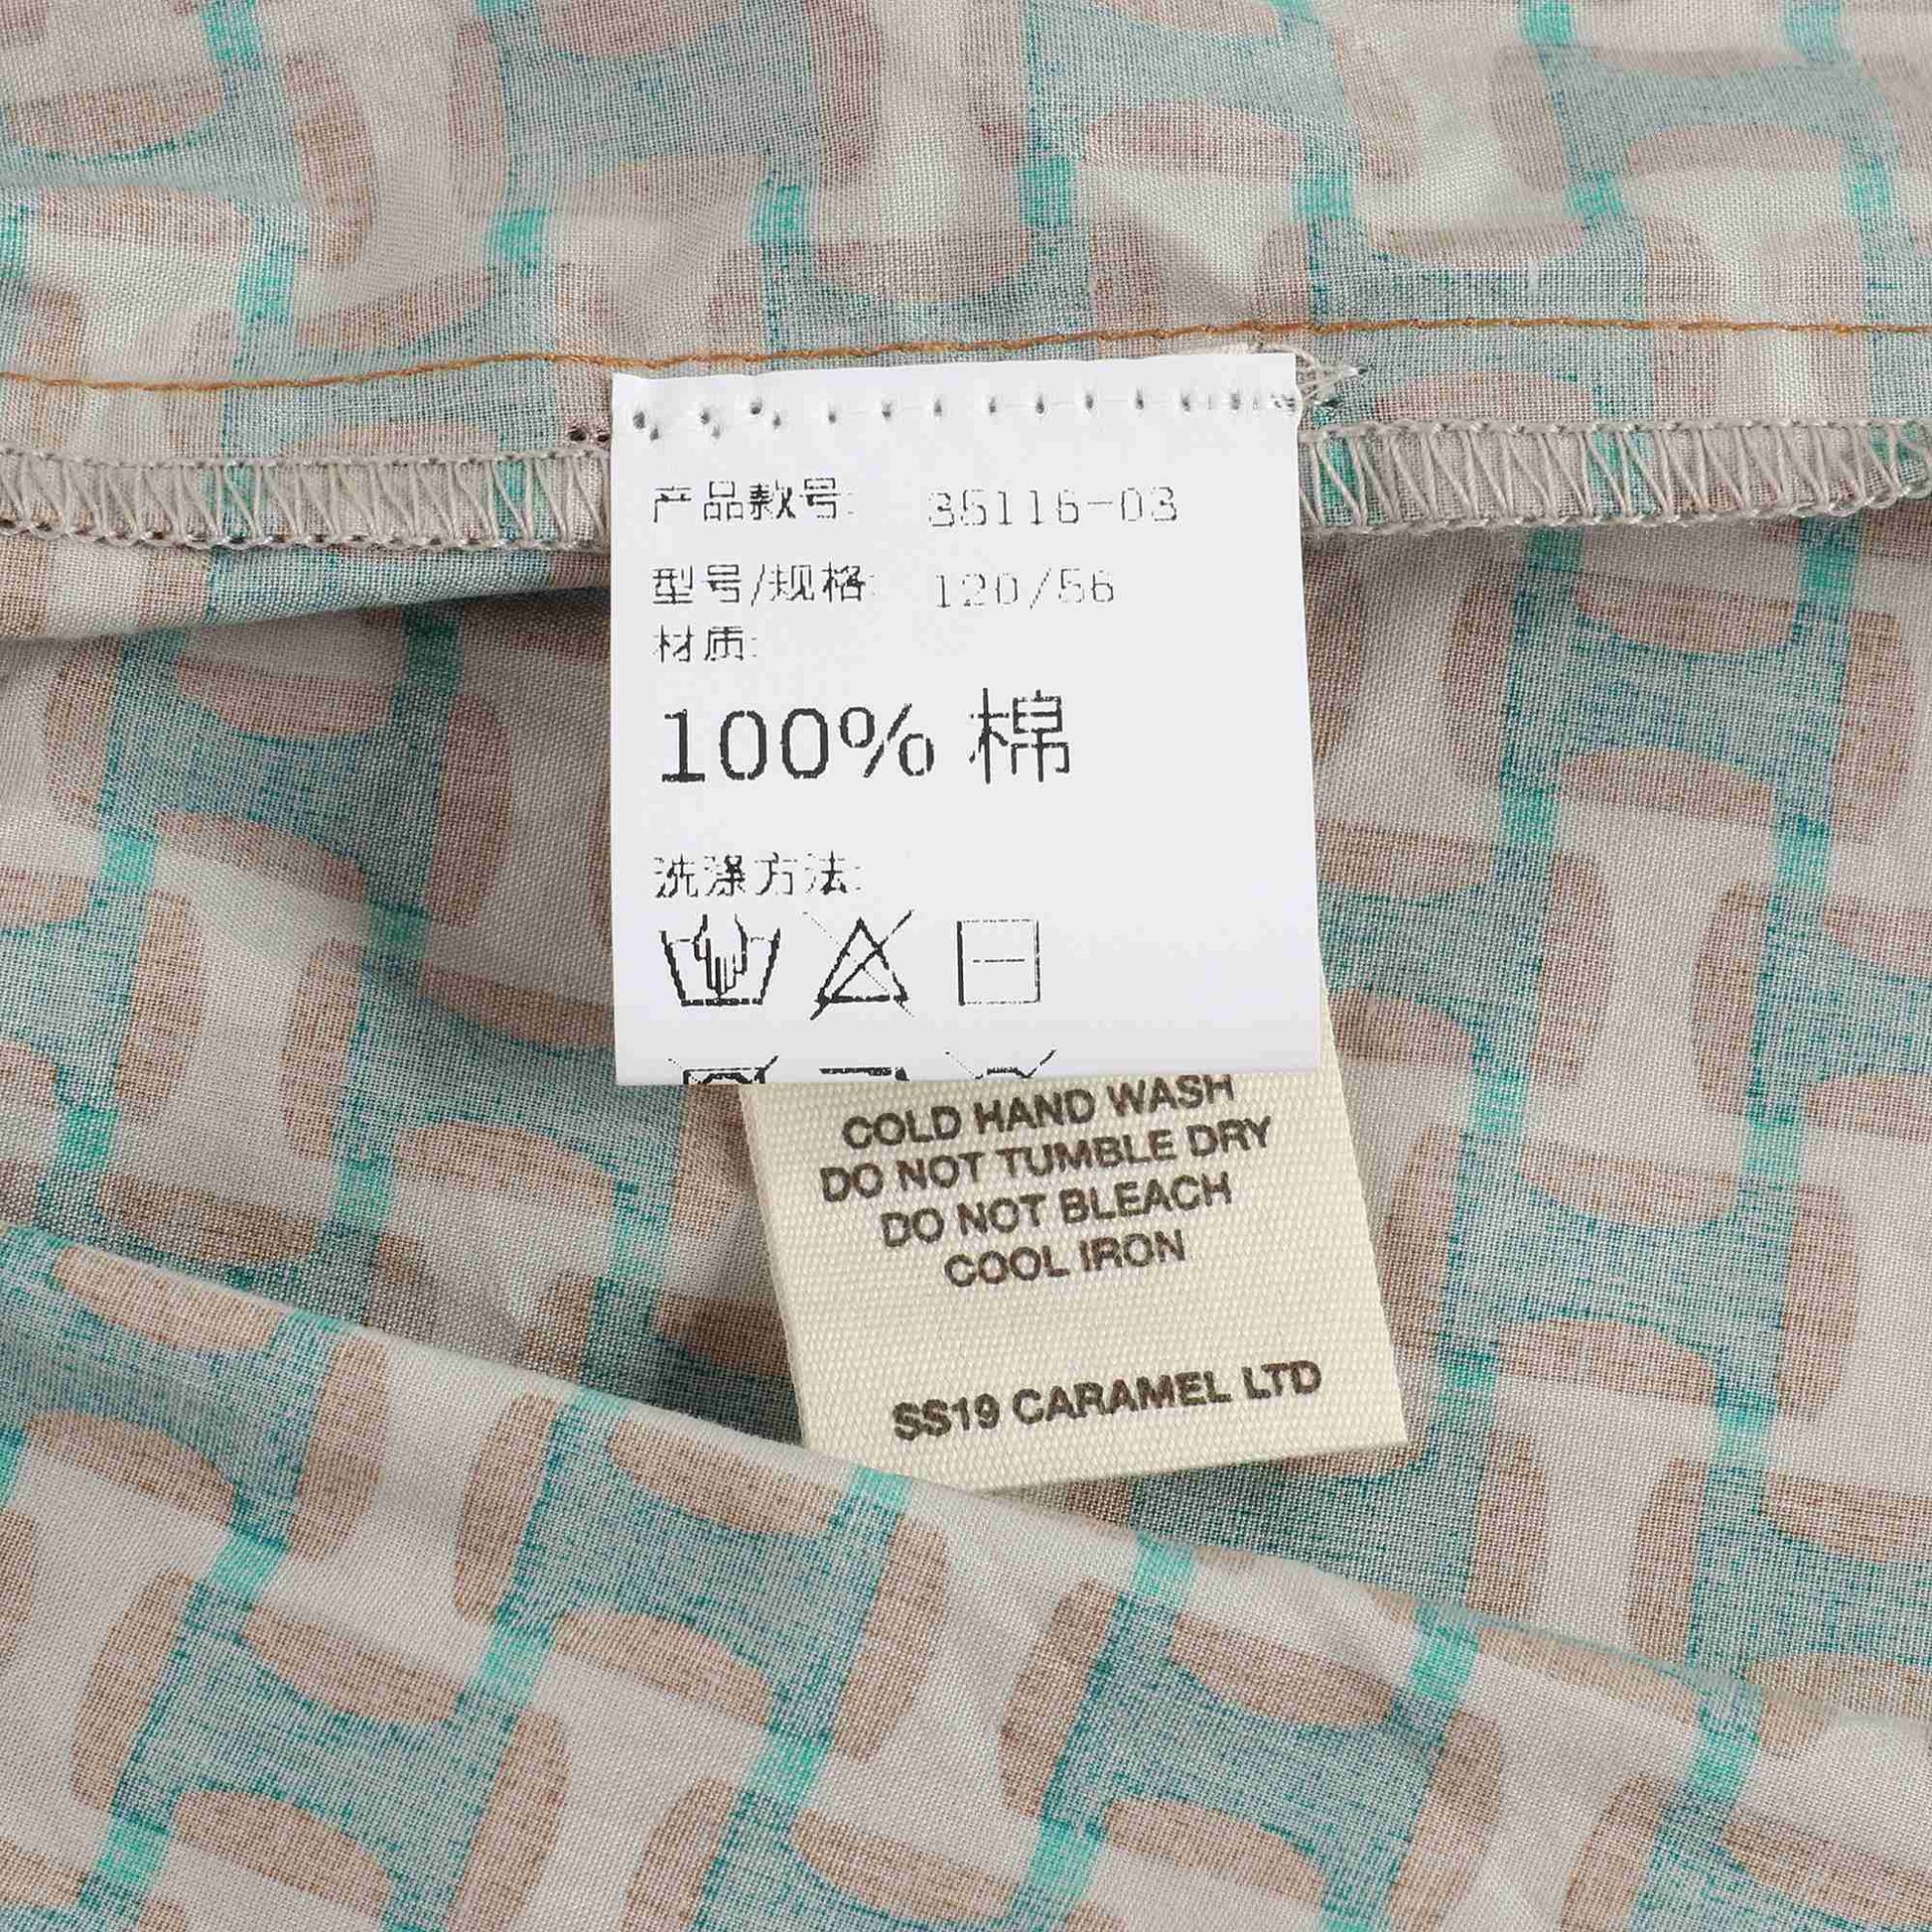 产品款号: 35116-03
型号/规格: 120/56
材质:
100% 棉
洗涤方法:
COLD HAND WASH
DO NOT TUMBLE DRY
DO NOT BLEACH
COOL IRON
SS19 CARAMEL LTD